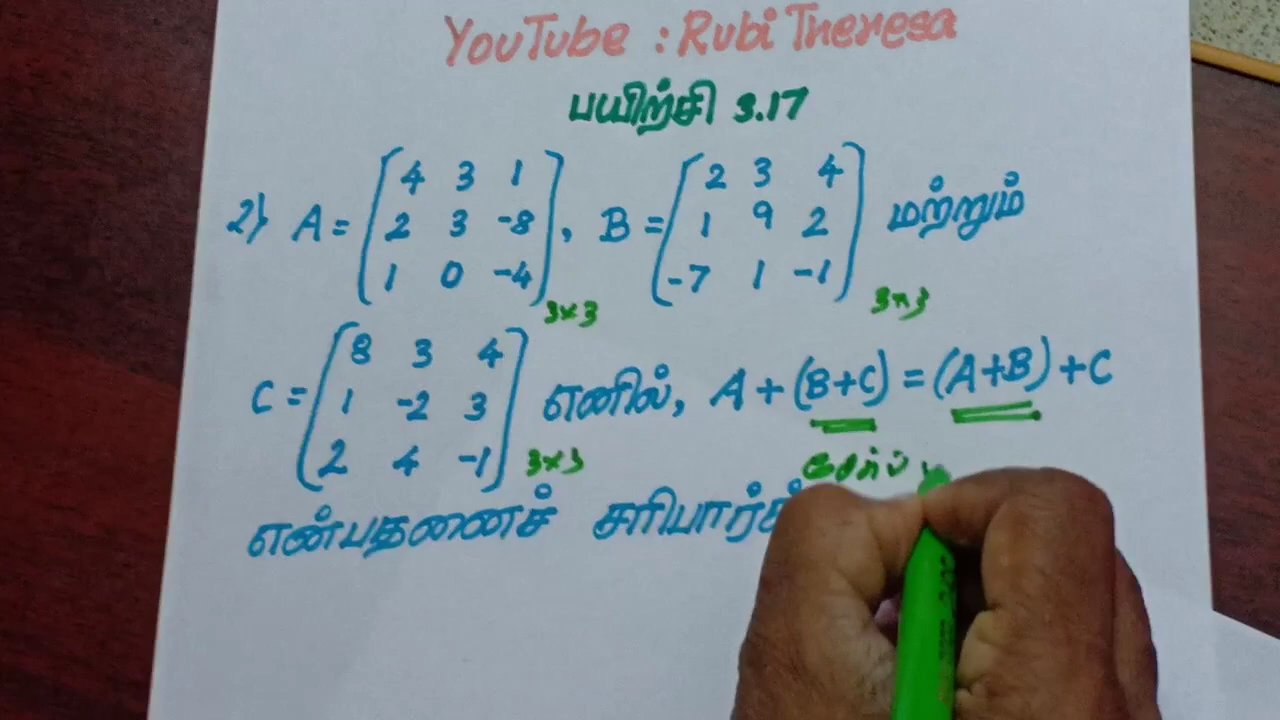 YouTube : Rubi Theresa
பயிற்சி 3.17
2) A = [4 3 1
2 3 -8
1 0 -4] 3×3, B = [2 3 4
1 9 2
-7 1 -1] 3×3 மற்றும்
C = [8 3 4
1 -2 3
2 4 -1] 3×3 எனில், A + (B+C) = (A+B) + C
என்பதனைச்